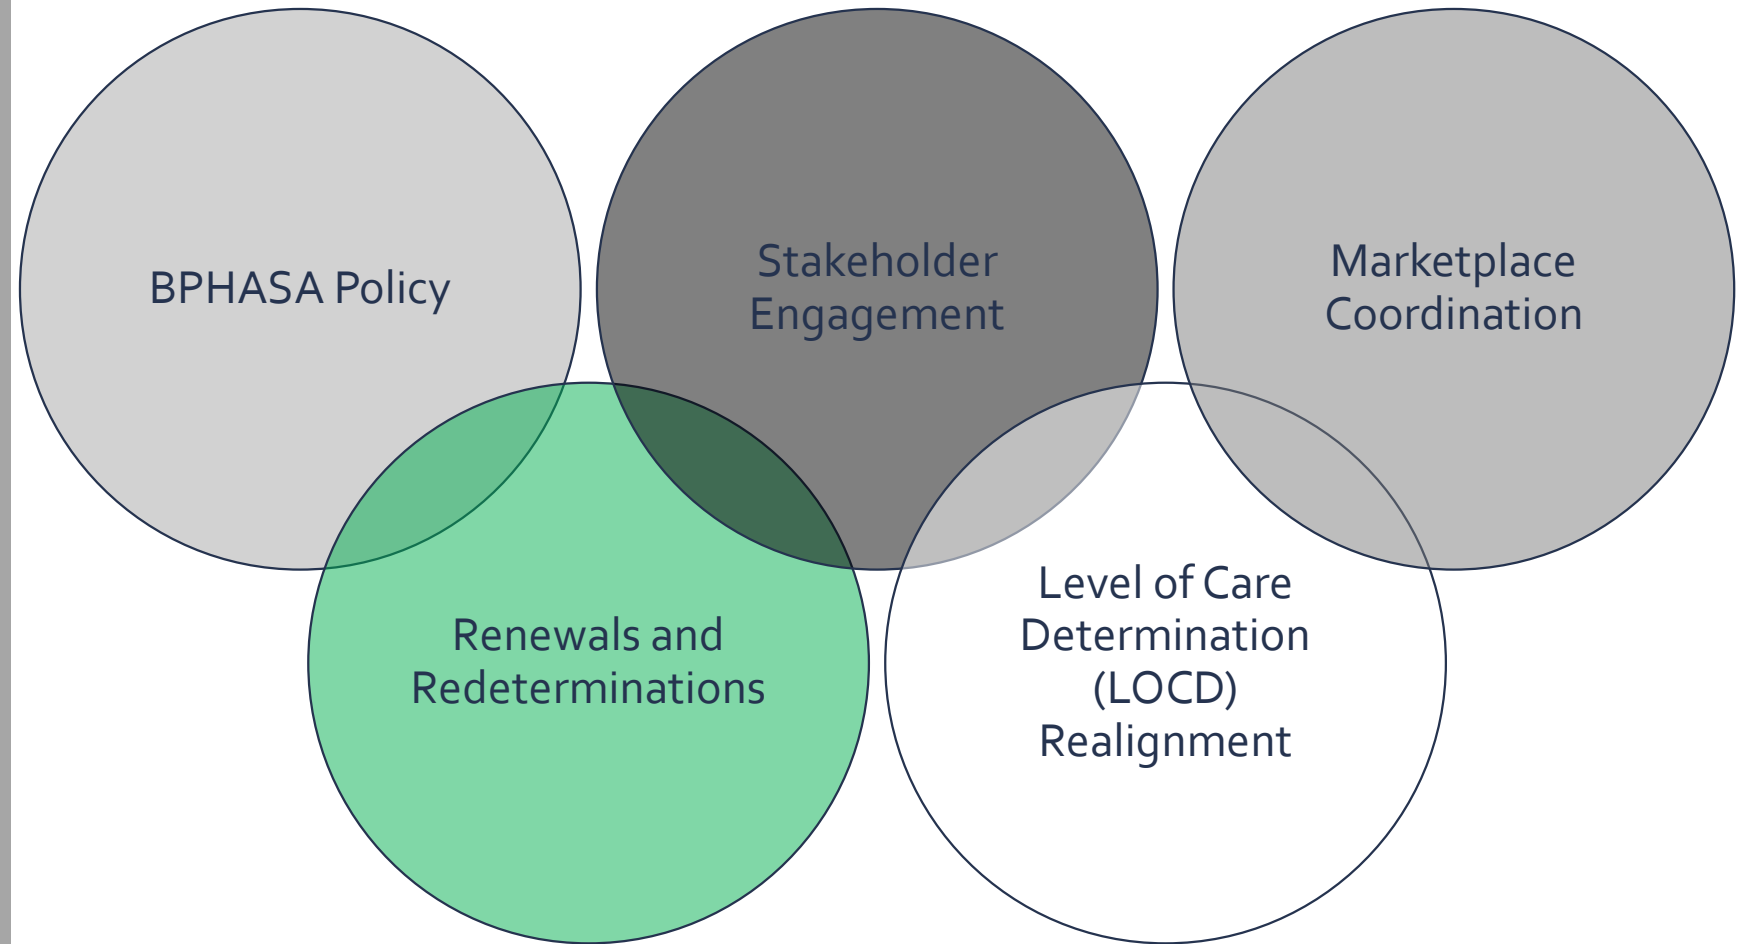 BPHASA Policy
Stakeholder
Engagement
Marketplace
Coordination
Renewals and
Redeterminations
Level of Care
Determination
(LOCD)
Realignment